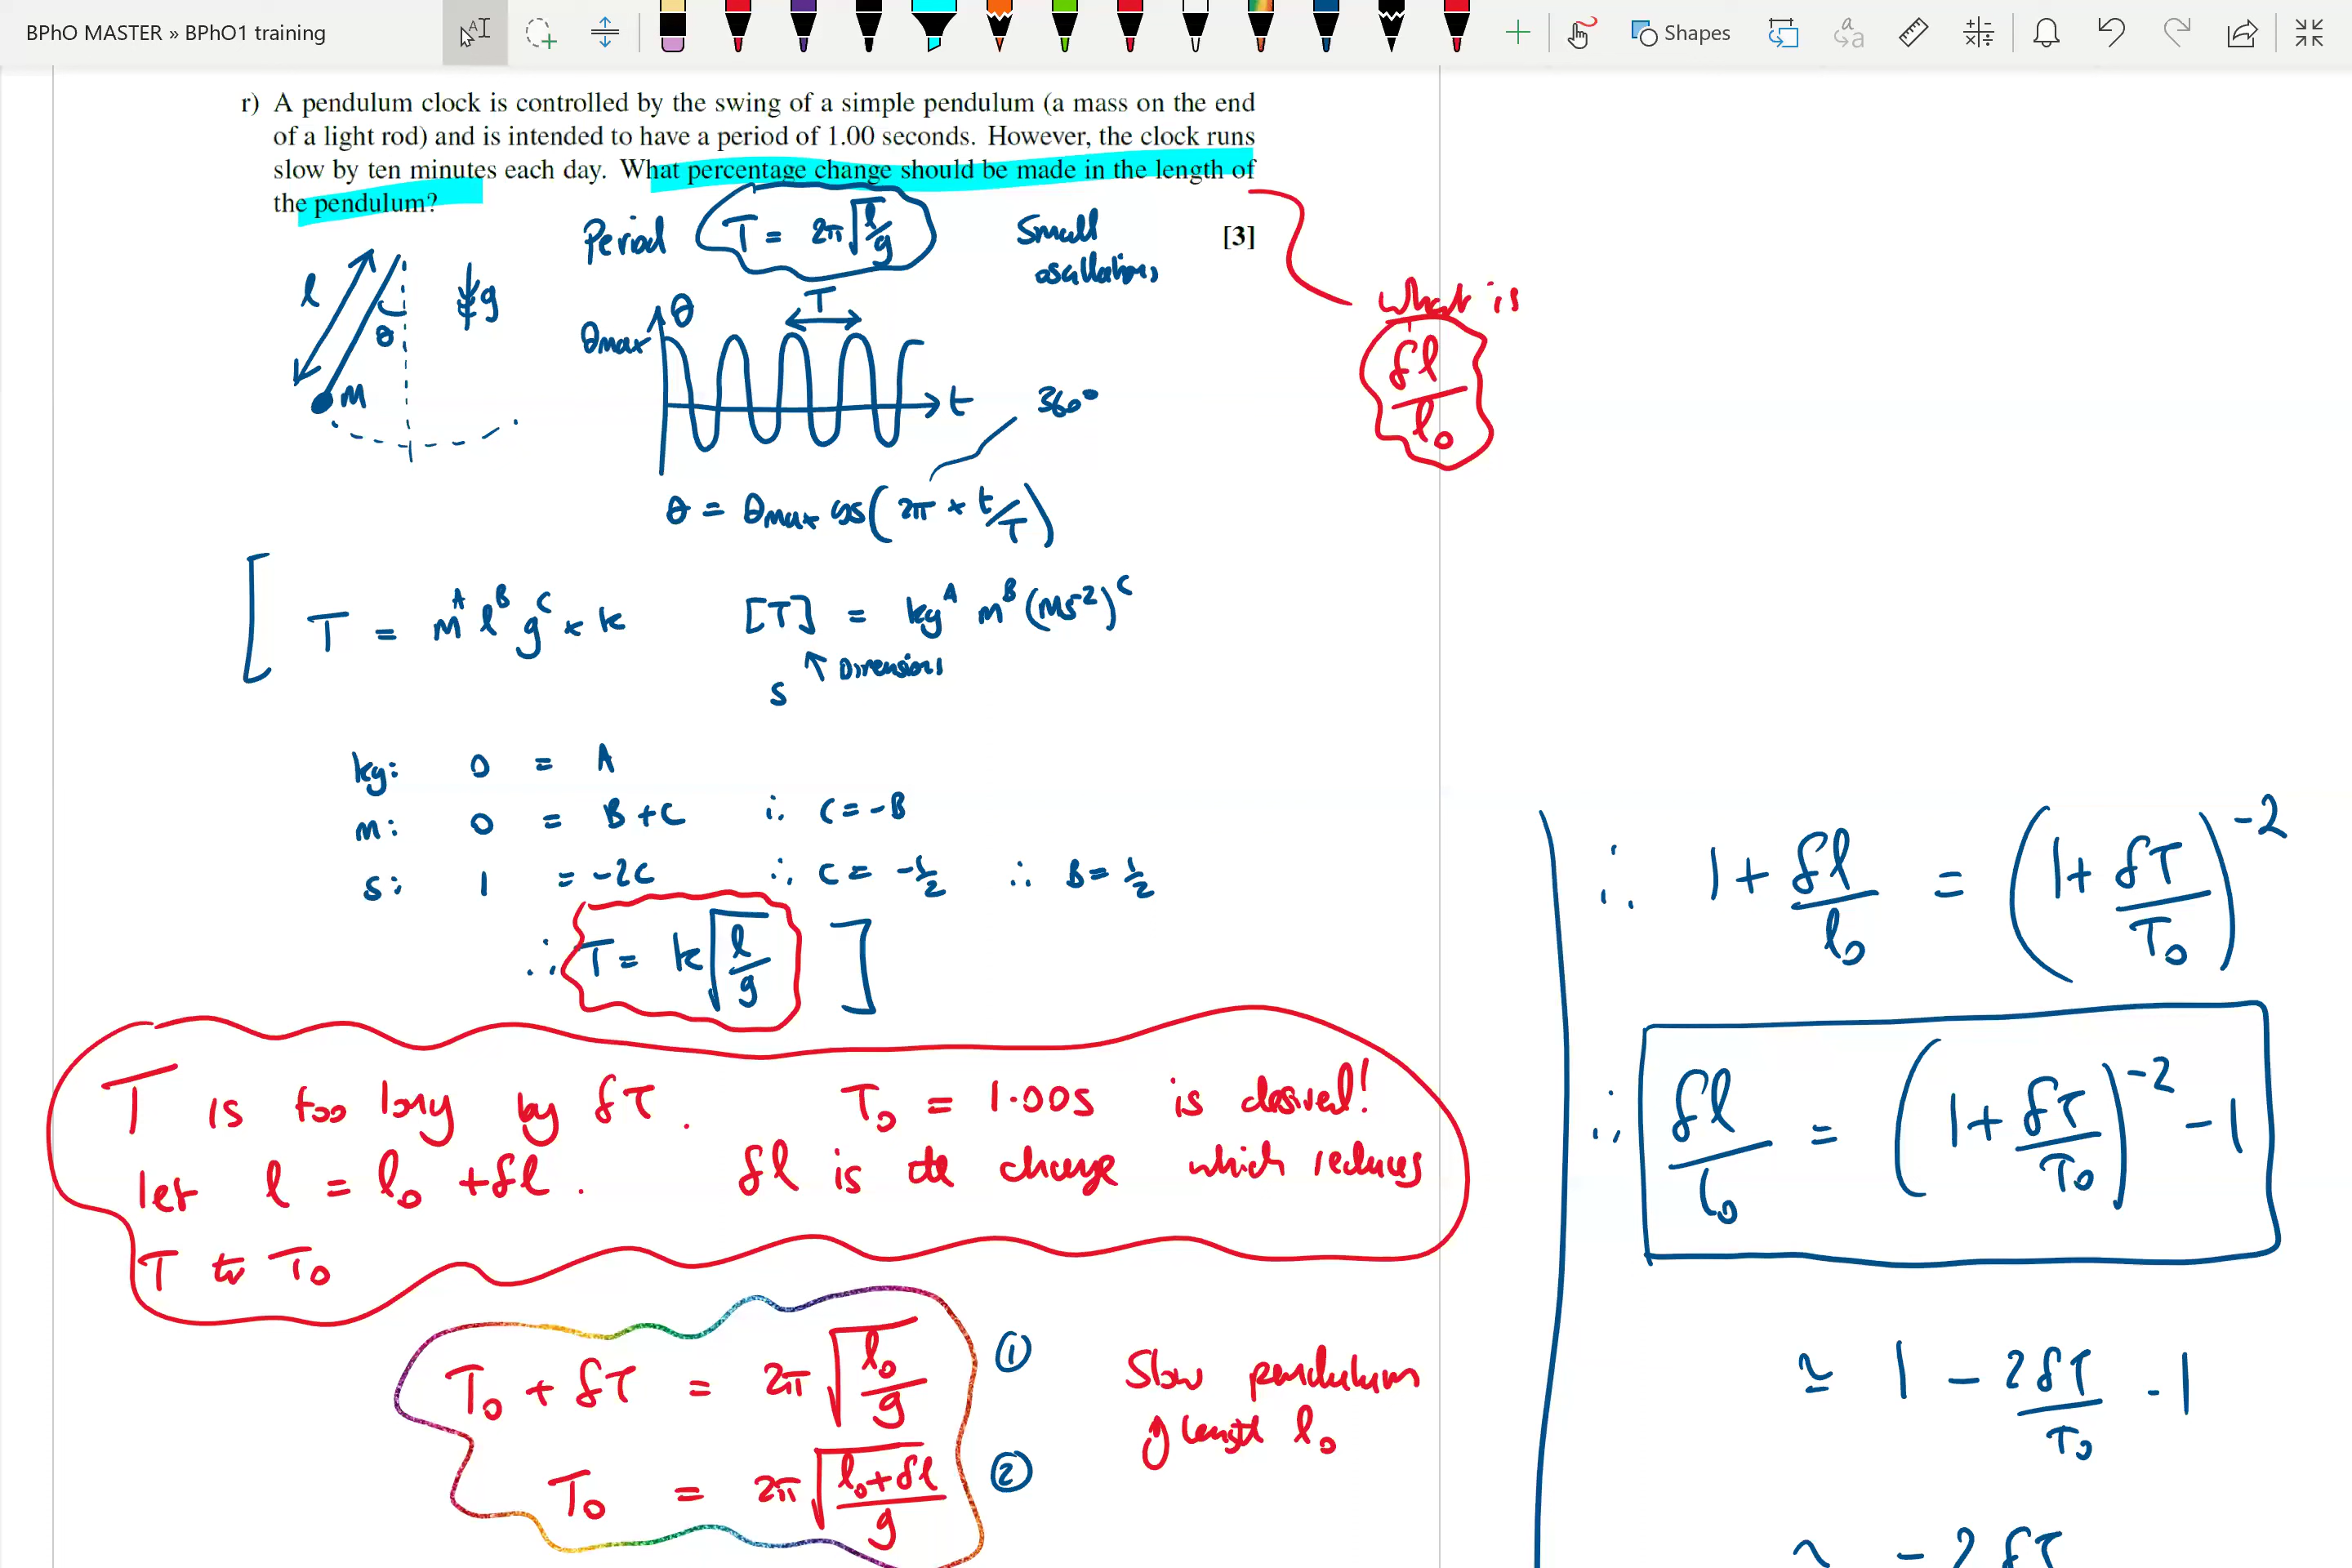 BPhO MASTER » BPhO1 training
Shapes
r) A pendulum clock is controlled by the swing of a simple pendulum (a mass on the end
of a light rod) and is intended to have a period of 1.00 seconds. However, the clock runs
slow by ten minutes each day. What percentage change should be made in the length of
the pendulum?
[3]
Period T = 2π√(l/g) Small
oscillations
l θ M g
θmax θ T t
360°
θ = θmax cos(2π × t/T)
What is
δl/l₀
[ T = M^A l^B g^C × k [T] = kg^A m^B (ms⁻²)^C
s ↑ Dimensions
kg: 0 = A
m: 0 = B + C ∴ C = -B
s: 1 = -2C ∴ C = -½ ∴ B = ½
∴ T = k√(l/g) ]
T is too long by δT. T₀ = 1.00s is desired!
let l = l₀ + δl. δl is the change which reduces
T to T₀
T₀ + δT = 2π√(l₀/g) ①
T₀ = 2π√((l₀+δl)/g) ②
Slow pendulum
of length l₀
∴ 1 + δl/l₀ = (1 + δT/T₀)⁻²
∴ δl/l₀ = (1 + δT/T₀)⁻² - 1
≃ 1 - 2δT/T₀ - 1
≃ -2δT